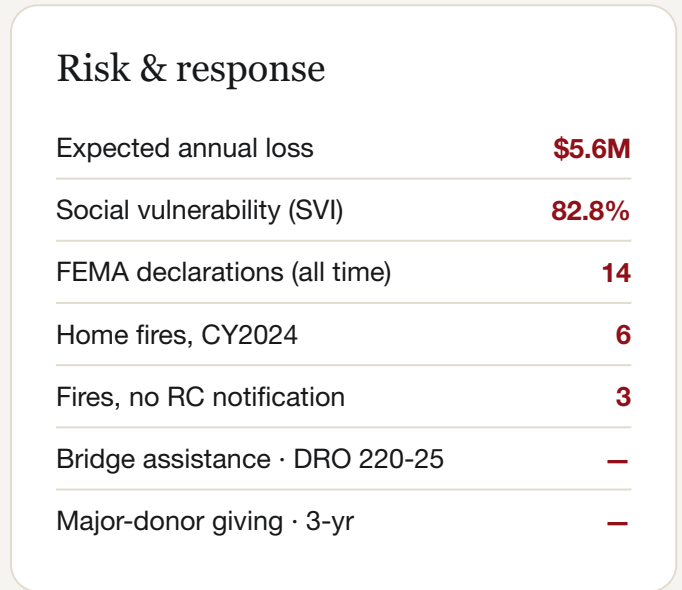 Risk & response
Expected annual loss $5.6M
Social vulnerability (SVI) 82.8%
FEMA declarations (all time) 14
Home fires, CY2024 6
Fires, no RC notification 3
Bridge assistance · DRO 220-25 —
Major-donor giving · 3-yr —